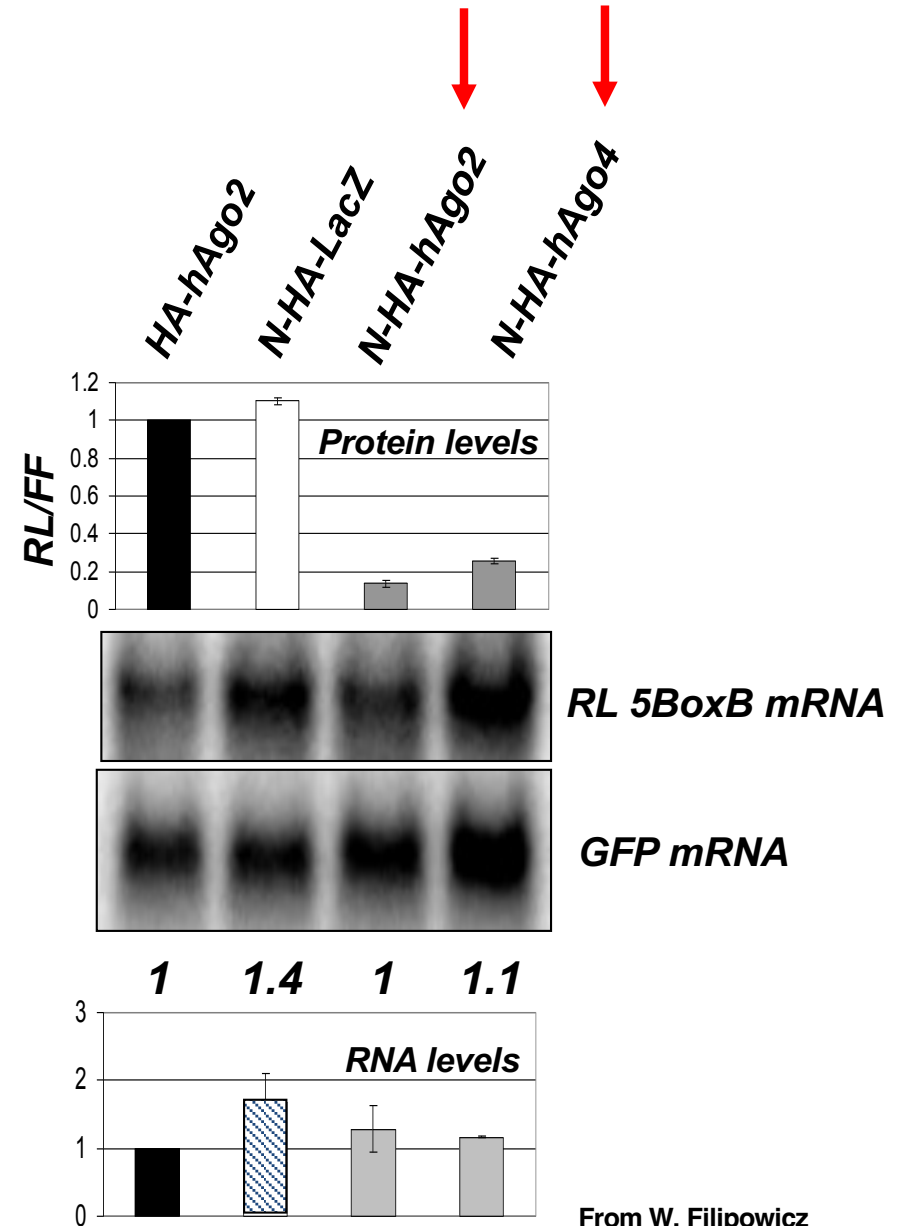 HA-hAgo2
N-HA-LacZ
N-HA-hAgo2
N-HA-hAgo4
1.2
1
0.8
0.6
0.4
0.2
0
RL/FF
Protein levels
RL 5BoxB mRNA
GFP mRNA
1 1.4 1 1.1
3
2
1
0
RNA levels
From W. Filipowicz